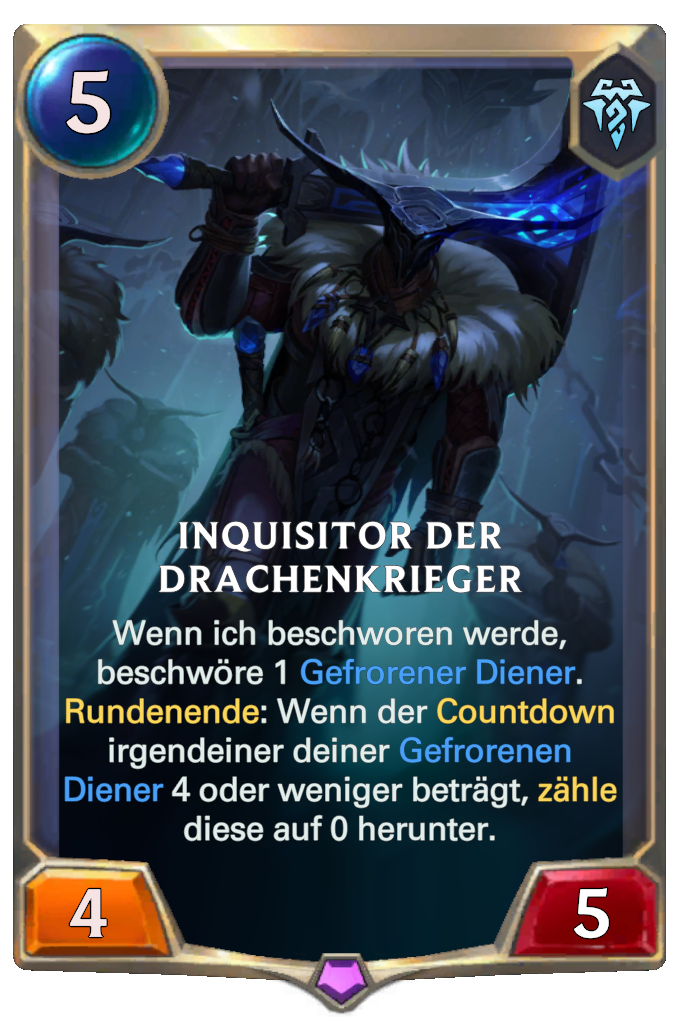 5
INQUISITOR DER
DRACHENKRIEGER
Wenn ich beschworen werde,
beschwöre 1 Gefrorener Diener.
Rundenende: Wenn der Countdown
irgendeiner deiner Gefrorenen
Diener 4 oder weniger beträgt, zähle
diese auf 0 herunter.
4
5